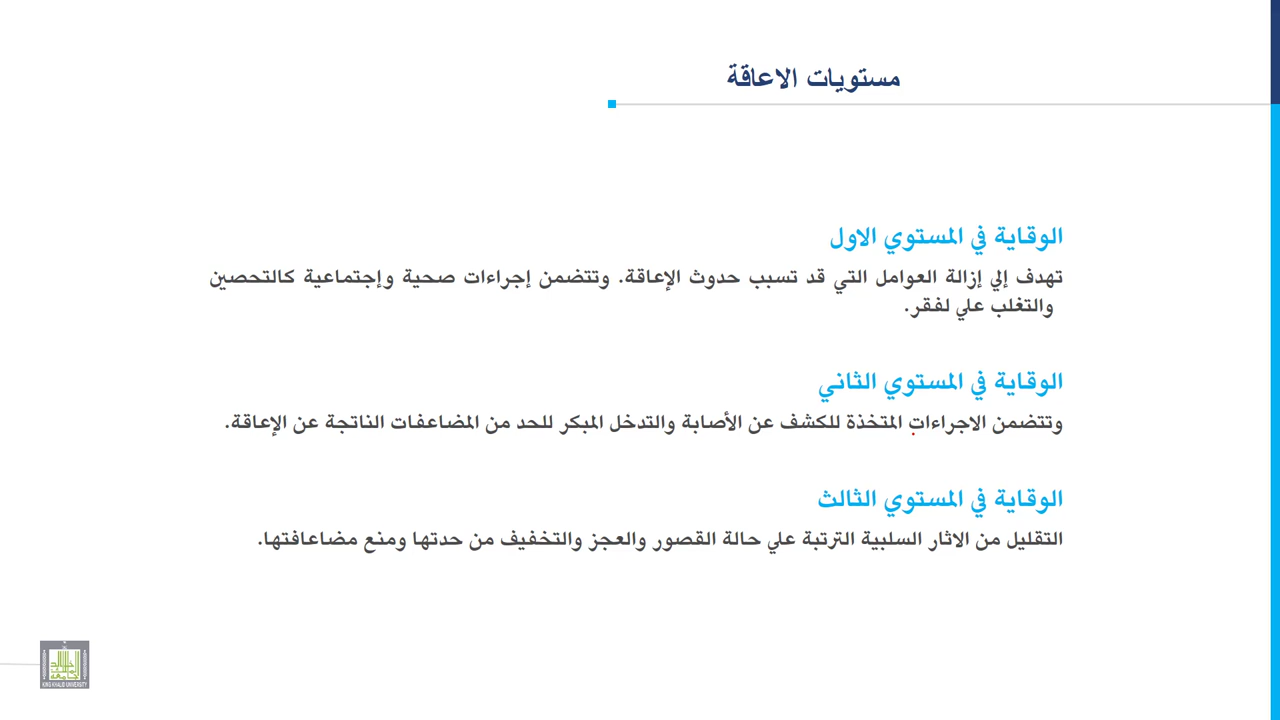 مستويات الاعاقة
الوقاية في المستوي الاول
تهدف إلي إزالة العوامل التي قد تسبب حدوث الإعاقة. وتتضمن إجراءات صحية وإجتماعية كالتحصين
والتغلب علي لفقر.
الوقاية في المستوي الثاني
وتتضمن الاجراءات المتخذة للكشف عن الأصابة والتدخل المبكر للحد من المضاعفات الناتجة عن الإعاقة.
الوقاية في المستوي الثالث
التقليل من الاثار السلبية الترتبة علي حالة القصور والعجز والتخفيف من حدتها ومنع مضاعافتها.
KING KHALID UNIVERSITY